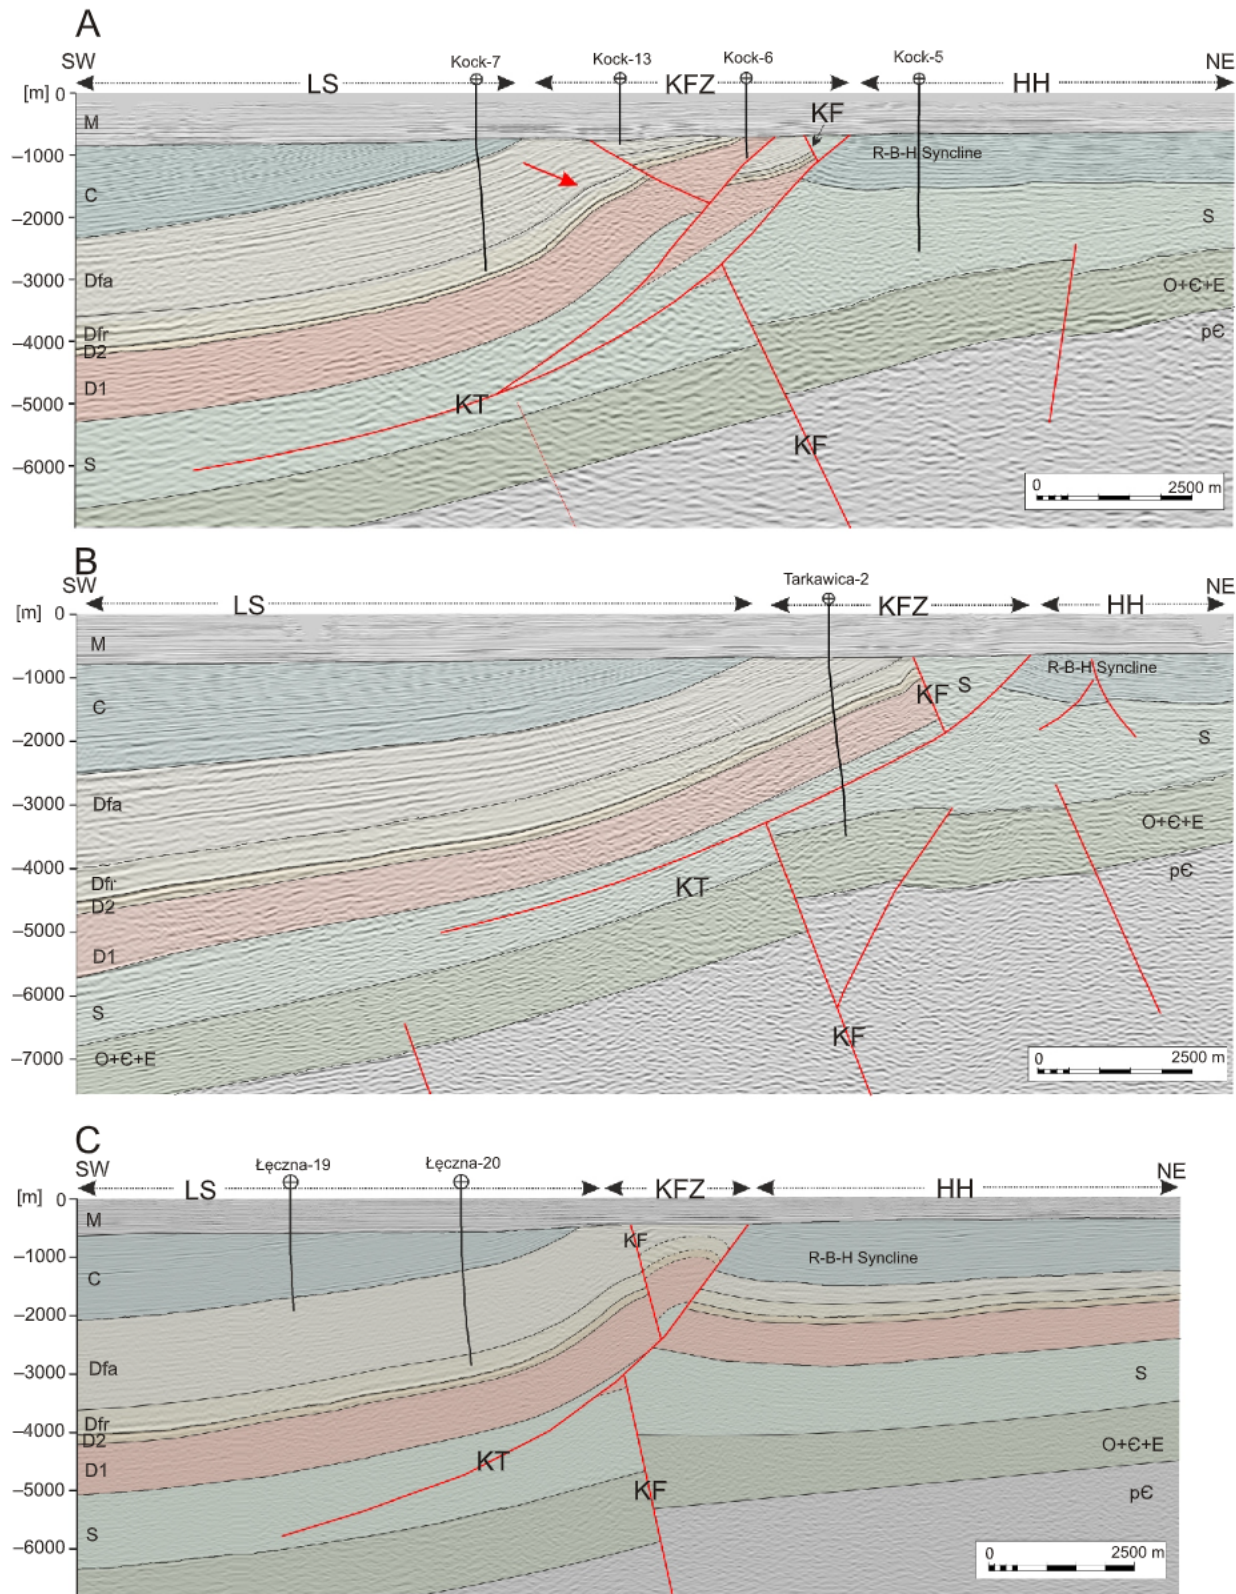 A
SW NE
Kock-7 Kock-13 Kock-6 Kock-5
LS KFZ HH
[m] 0
M
KF
R-B-H Syncline
–1000
C
–2000
S
Dfa
–3000
O+Є+E
Dfr
pЄ
–4000
D2
D1
–5000
KT
KF
S
–6000
0 2500 m
B
SW NE
Tarkawica-2
LS KFZ HH
[m] 0
M
R-B-H Syncline
–1000
KF S
C
–2000
S
Dfa
–3000
O+Є+E
–4000
pЄ
Dfr
KT
D2
–5000
D1
–6000
S
KF
–7000
O+Є+E
0 2500 m
C
SW NE
Łęczna-19 Łęczna-20
LS KFZ HH
[m] 0
M
KF
R-B-H Syncline
–1000
C
–2000
Dfa
–3000
S
Dfr
–4000
D2
O+Є+E
D1
KT
–5000
KF
pЄ
S
–6000
0 2500 m